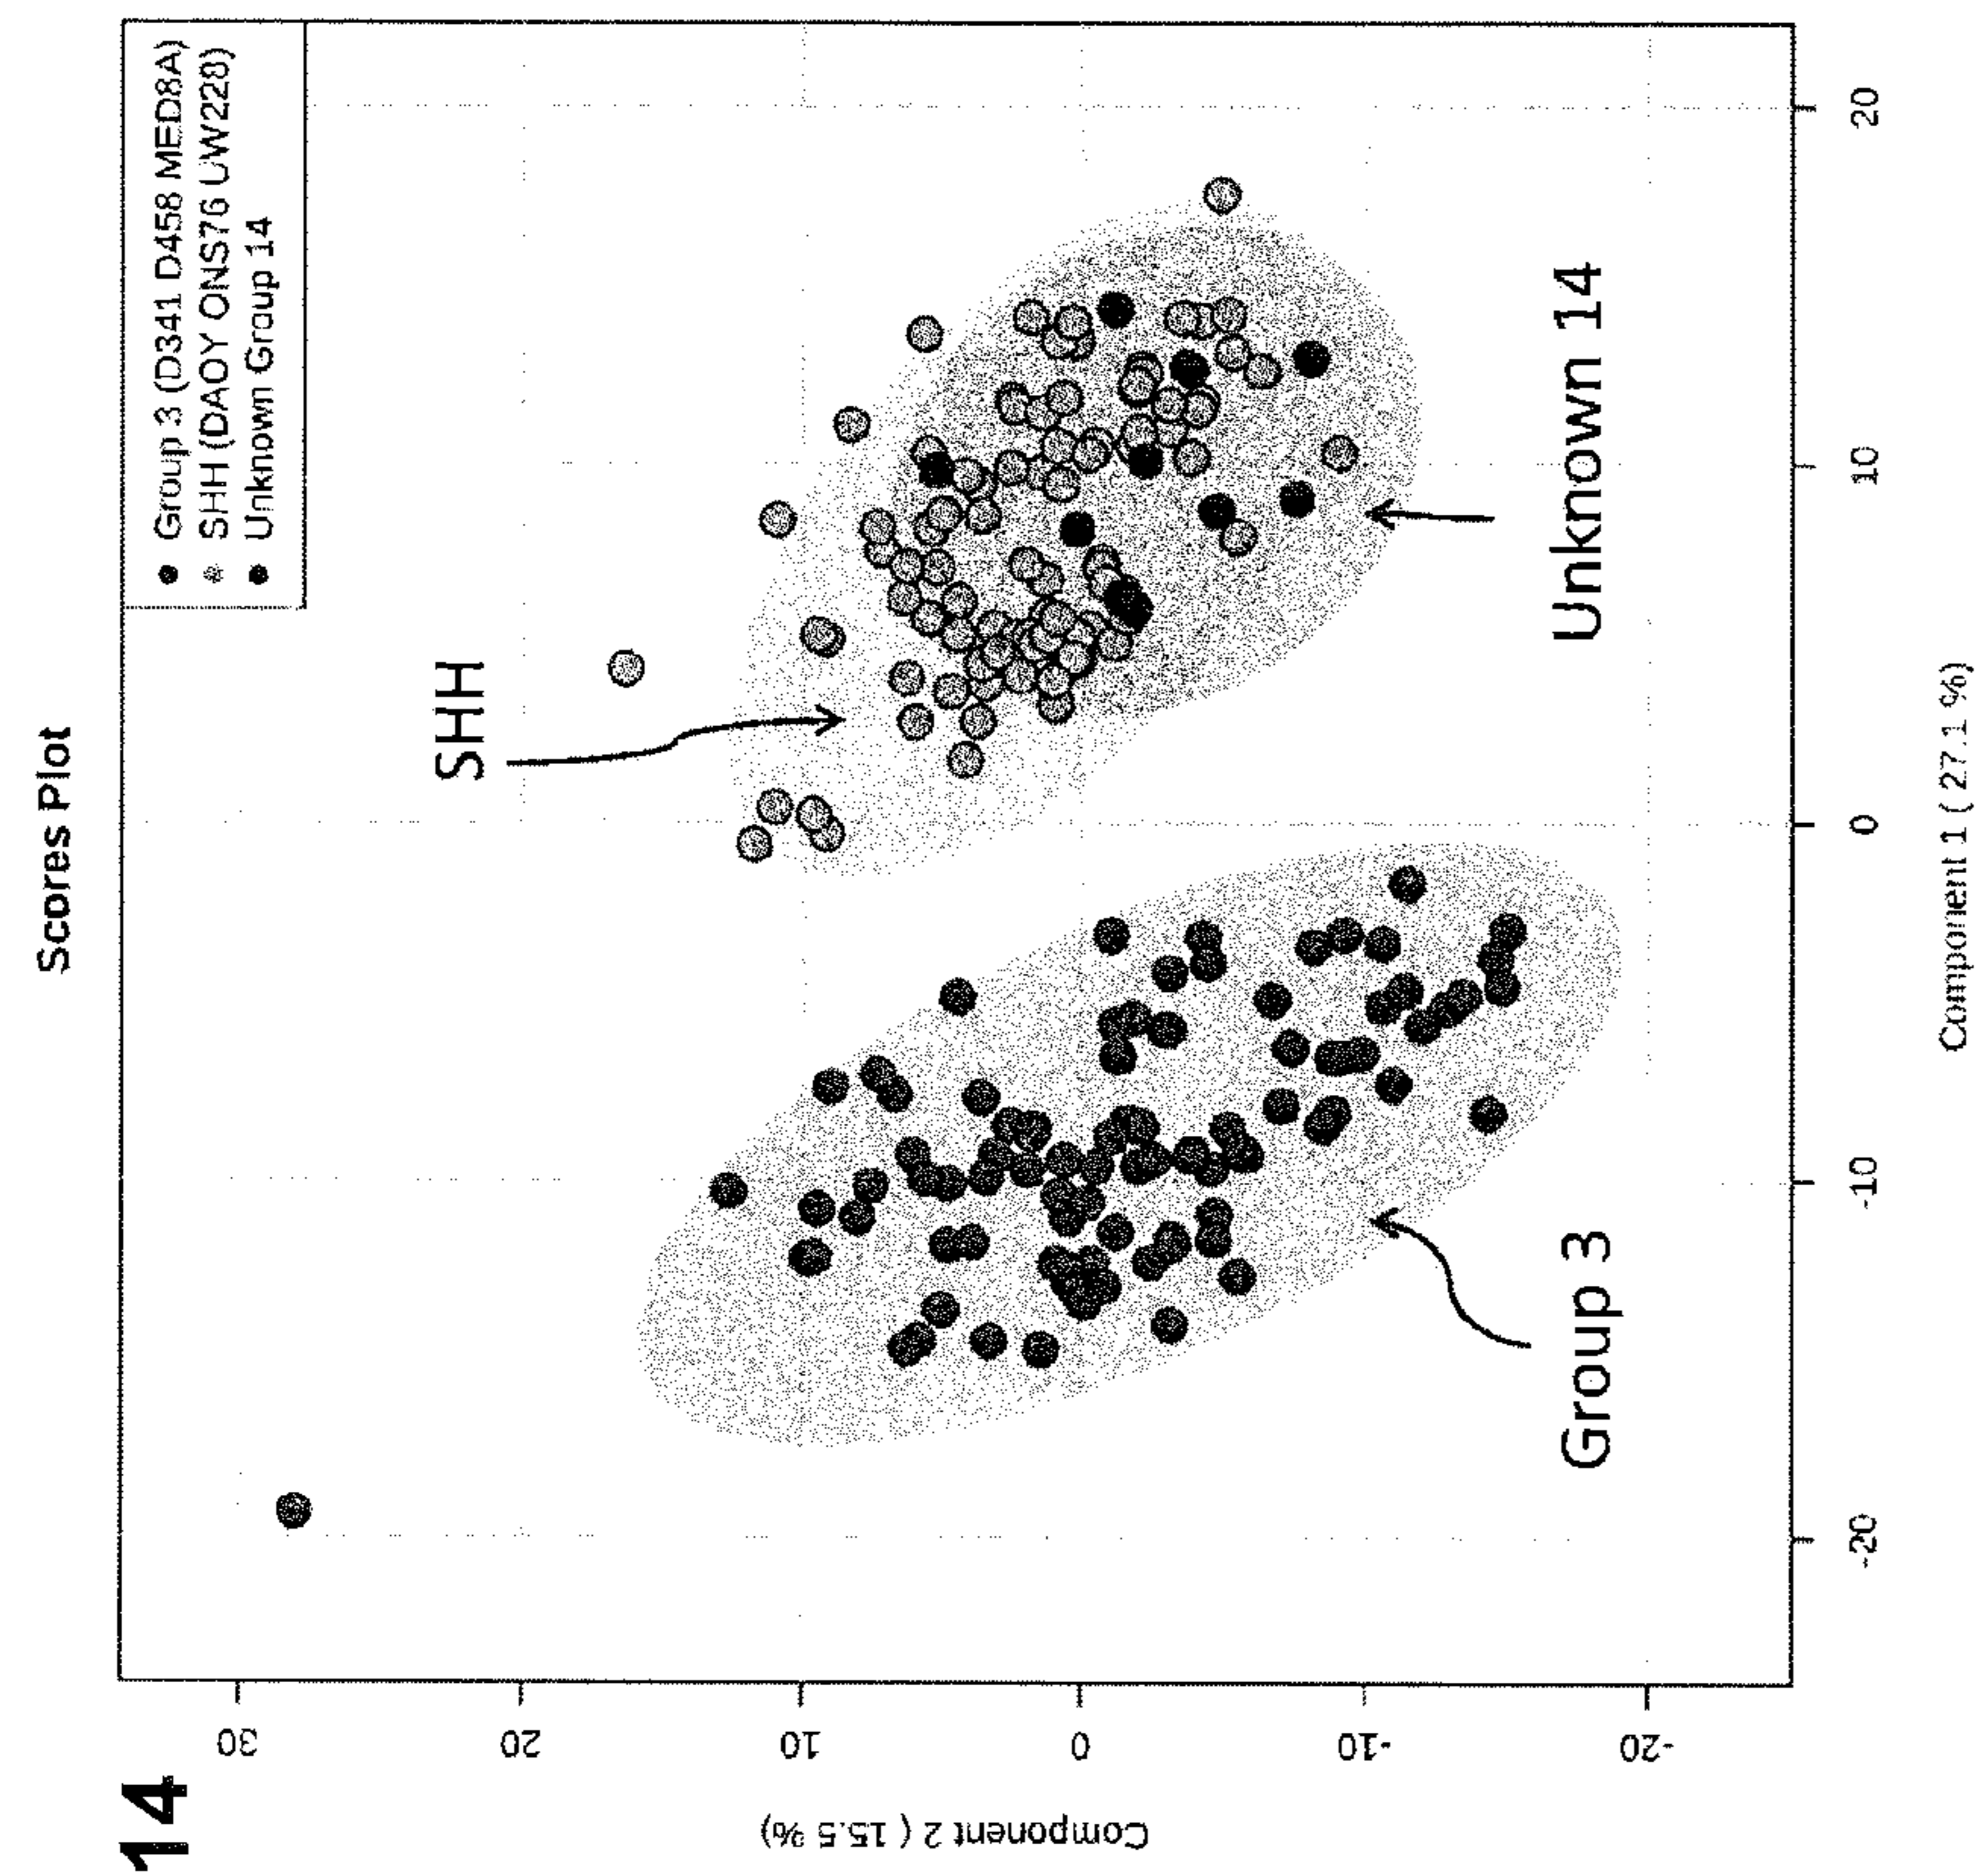 14
Scores Plot
Group 3 (D341 D458 MED8A)
SHH (DAOY ONS76 UW228)
Unknown Group 14
SHH
Unknown 14
Group 3
Component 2 ( 15.5 %)
30
20
10
0
-10
-20
-20
-10
0
10
20
Component 1 ( 27.1 %)